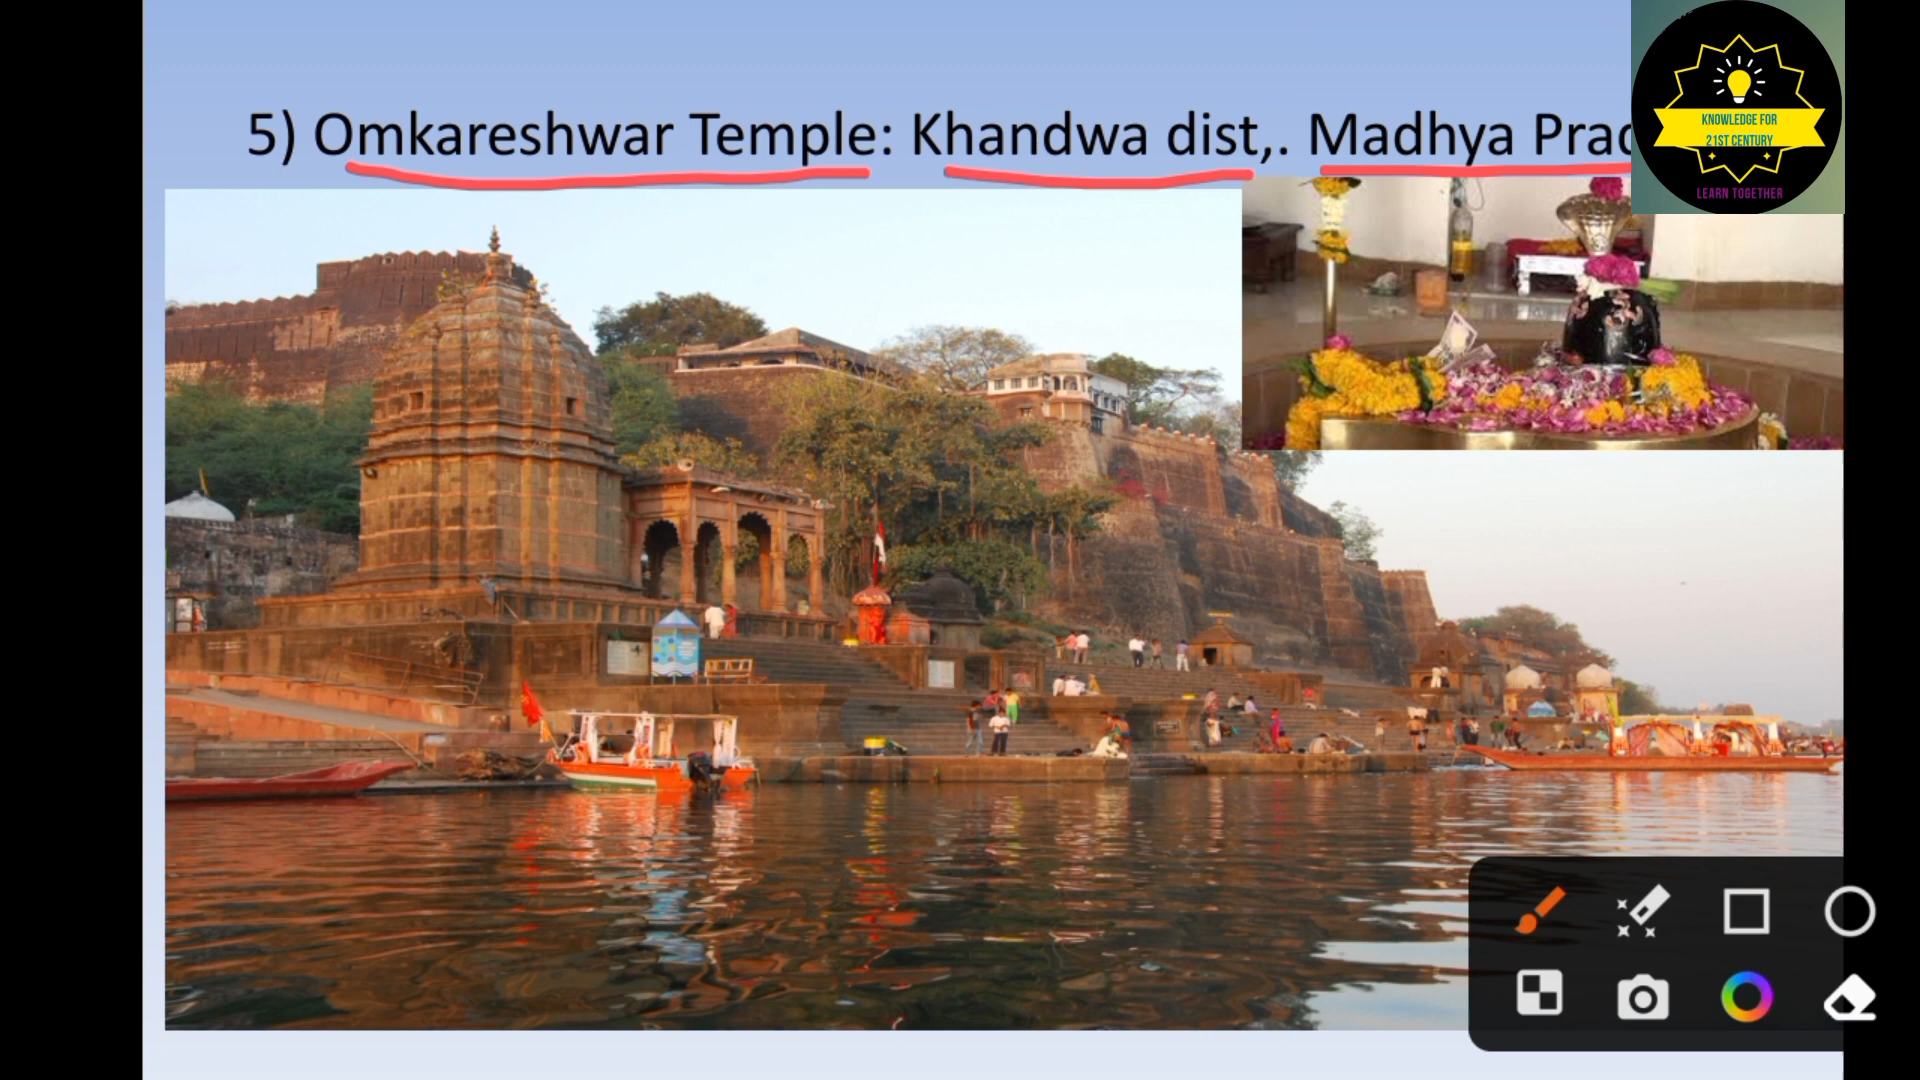 5) Omkareshwar Temple: Khandwa dist,. Madhya Prad
KNOWLEDGE FOR
21ST CENTURY
LEARN TOGETHER